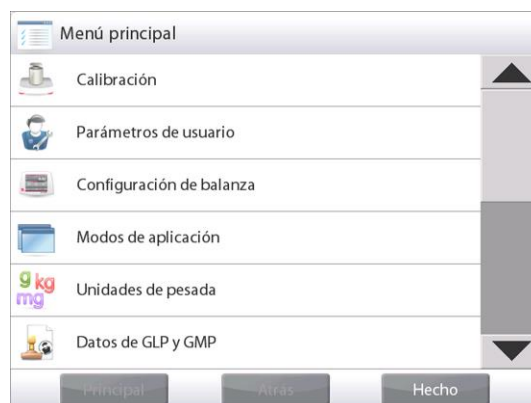 Menú principal
Calibración
Parámetros de usuario
Configuración de balanza
Modos de aplicación
g kg
mg
Unidades de pesada
Datos de GLP y GMP
Principal Atrás Hecho